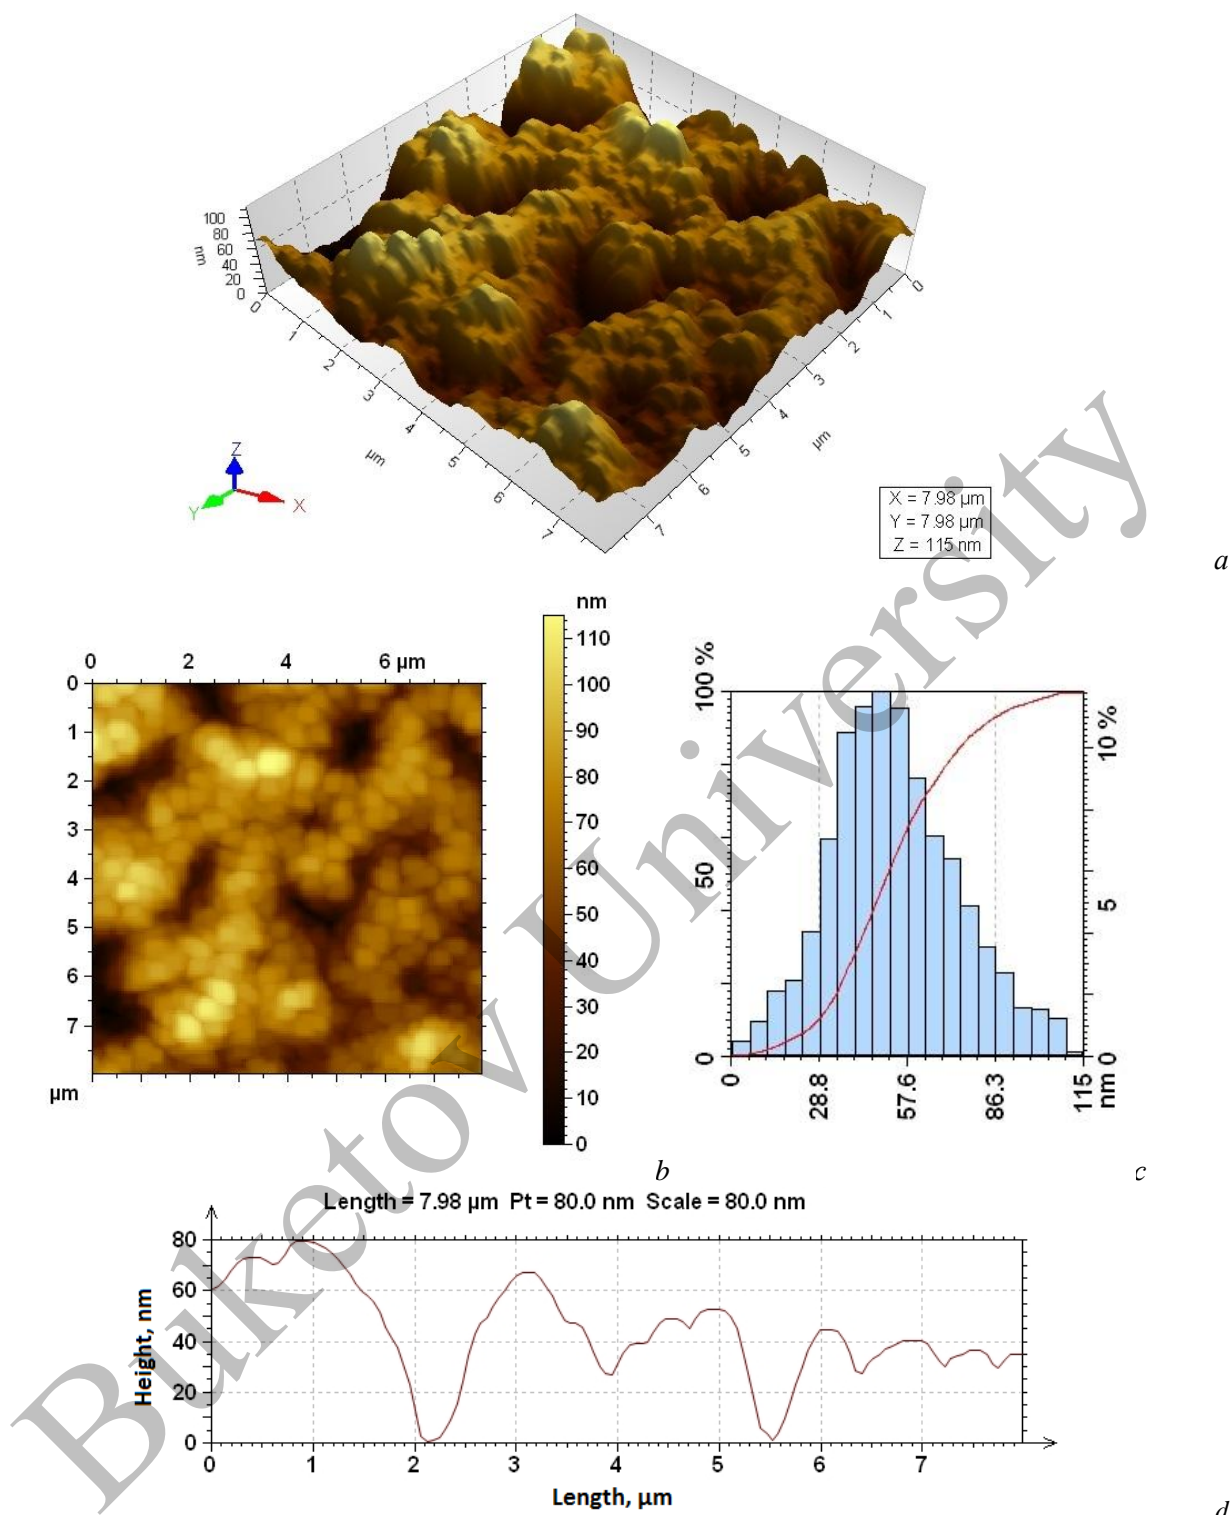 100
80
60
40
20
0
nm
0
1
2
3
4
5
6
7
µm
0
1
2
3
4
5
6
7
µm
Z
Y
X
X = 7.98 µm
Y = 7.98 µm
Z = 115 nm
a
nm
0 2 4 6 µm
0
1
2
3
4
5
6
7
µm
110
100
90
80
70
60
50
40
30
20
10
0
b
100 %
50
0
10 %
5
0
0 28.8 57.6 86.3 115
nm
c
Length = 7.98 µm Pt = 80.0 nm Scale = 80.0 nm
80
60
40
20
0
Height, nm
0 1 2 3 4 5 6 7
Length, µm
d
Buketov University